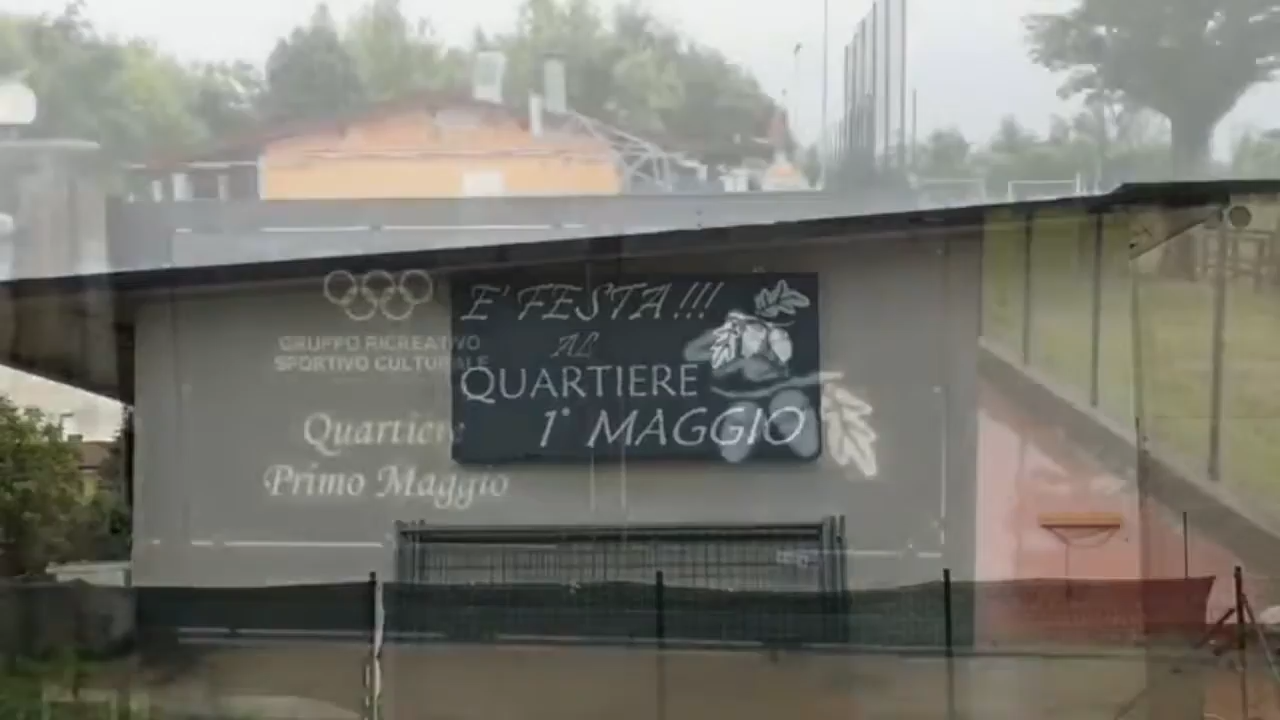 GRUPPO RICREATIVO
SPORTIVO CULTURALE
Quartiere
Primo Maggio
E' FESTA!!!
AL
QUARTIERE
1° MAGGIO